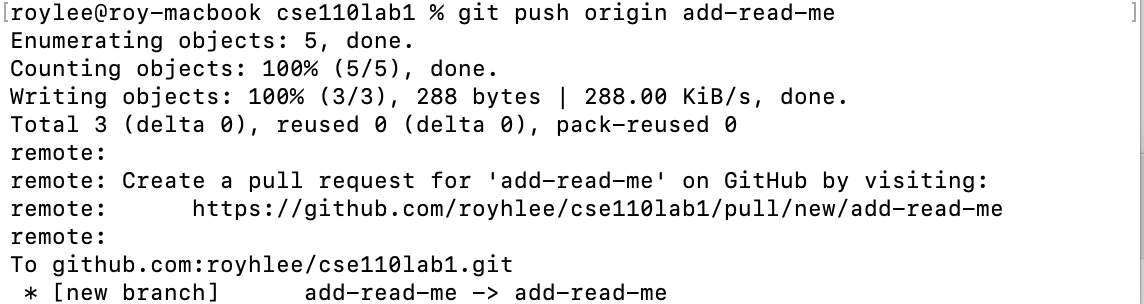 [roylee@roy-macbook cse110lab1 % git push origin add-read-me ]
Enumerating objects: 5, done.
Counting objects: 100% (5/5), done.
Writing objects: 100% (3/3), 288 bytes | 288.00 KiB/s, done.
Total 3 (delta 0), reused 0 (delta 0), pack-reused 0
remote:
remote: Create a pull request for 'add-read-me' on GitHub by visiting:
remote:      https://github.com/royhlee/cse110lab1/pull/new/add-read-me
remote:
To github.com:royhlee/cse110lab1.git
 * [new branch]      add-read-me -> add-read-me